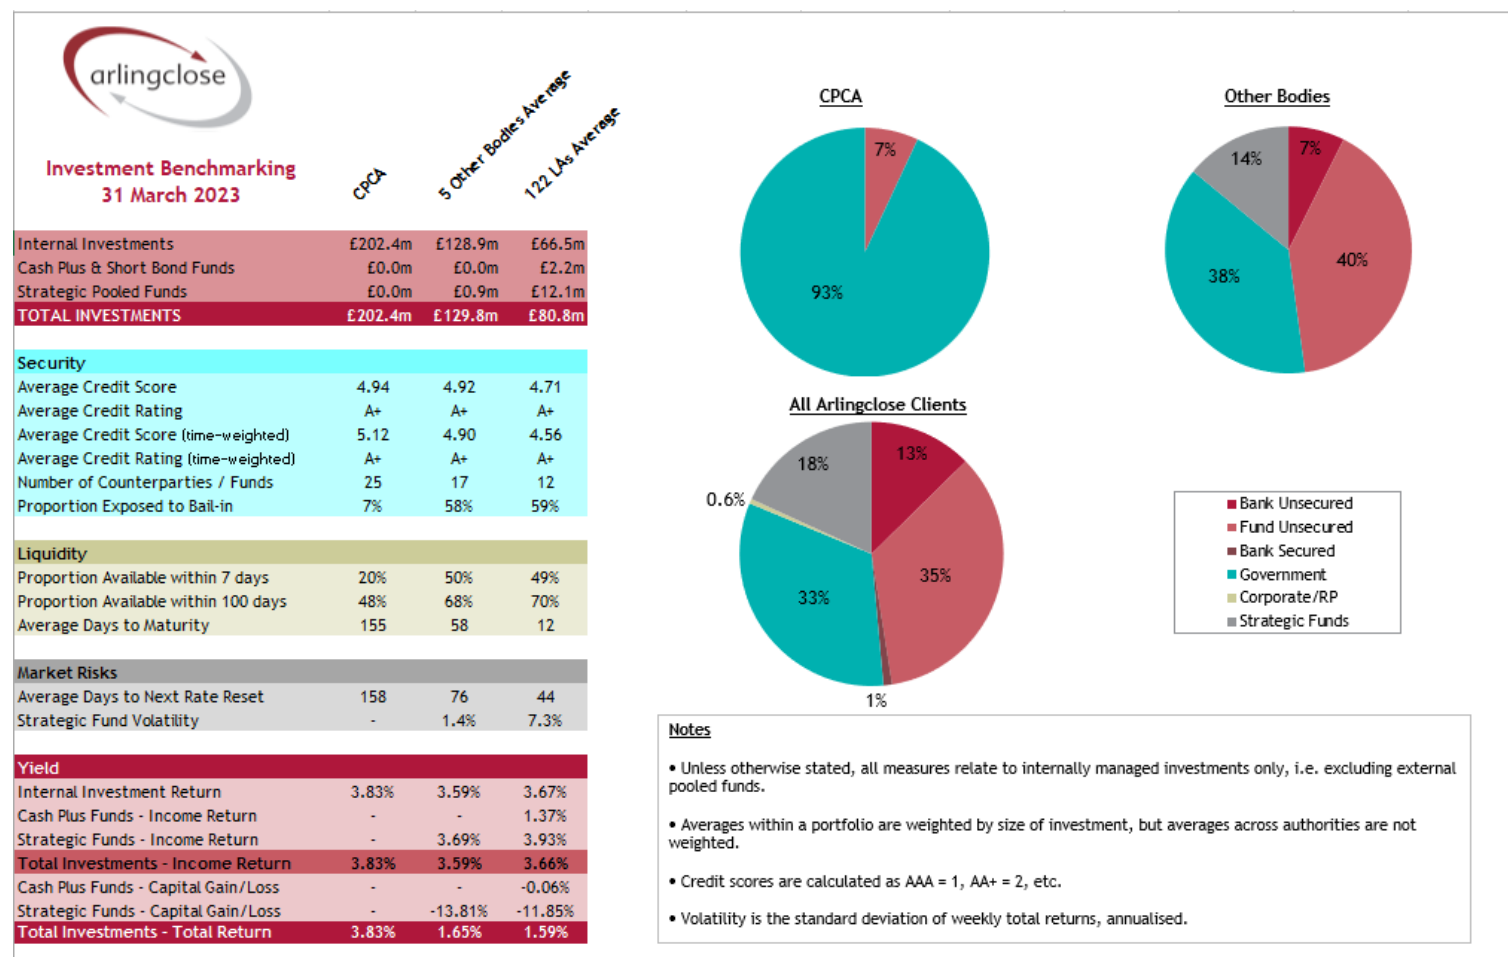 arlingclose
Investment Benchmarking
31 March 2023
CPCA
5 Other Bodies Average
122 LAs Average
Internal Investments £202.4m £128.9m £66.5m
Cash Plus & Short Bond Funds £0.0m £0.0m £2.2m
Strategic Pooled Funds £0.0m £0.9m £12.1m
TOTAL INVESTMENTS £202.4m £129.8m £80.8m
Security
Average Credit Score 4.94 4.92 4.71
Average Credit Rating A+ A+ A+
Average Credit Score (time-weighted) 5.12 4.90 4.56
Average Credit Rating (time-weighted) A+ A+ A+
Number of Counterparties / Funds 25 17 12
Proportion Exposed to Bail-in 7% 58% 59%
Liquidity
Proportion Available within 7 days 20% 50% 49%
Proportion Available within 100 days 48% 68% 70%
Average Days to Maturity 155 58 12
Market Risks
Average Days to Next Rate Reset 158 76 44
Strategic Fund Volatility - 1.4% 7.3%
Yield
Internal Investment Return 3.83% 3.59% 3.67%
Cash Plus Funds - Income Return - - 1.37%
Strategic Funds - Income Return - 3.69% 3.93%
Total Investments - Income Return 3.83% 3.59% 3.66%
Cash Plus Funds - Capital Gain/Loss - - -0.06%
Strategic Funds - Capital Gain/Loss - -13.81% -11.85%
Total Investments - Total Return 3.83% 1.65% 1.59%
CPCA
7%
93%
Other Bodies
14% 7%
38% 40%
All Arlingclose Clients
18% 13%
0.6%
33% 35%
1%
Bank Unsecured
Fund Unsecured
Bank Secured
Government
Corporate/RP
Strategic Funds
Notes
• Unless otherwise stated, all measures relate to internally managed investments only, i.e. excluding external
pooled funds.
• Averages within a portfolio are weighted by size of investment, but averages across authorities are not
weighted.
• Credit scores are calculated as AAA = 1, AA+ = 2, etc.
• Volatility is the standard deviation of weekly total returns, annualised.